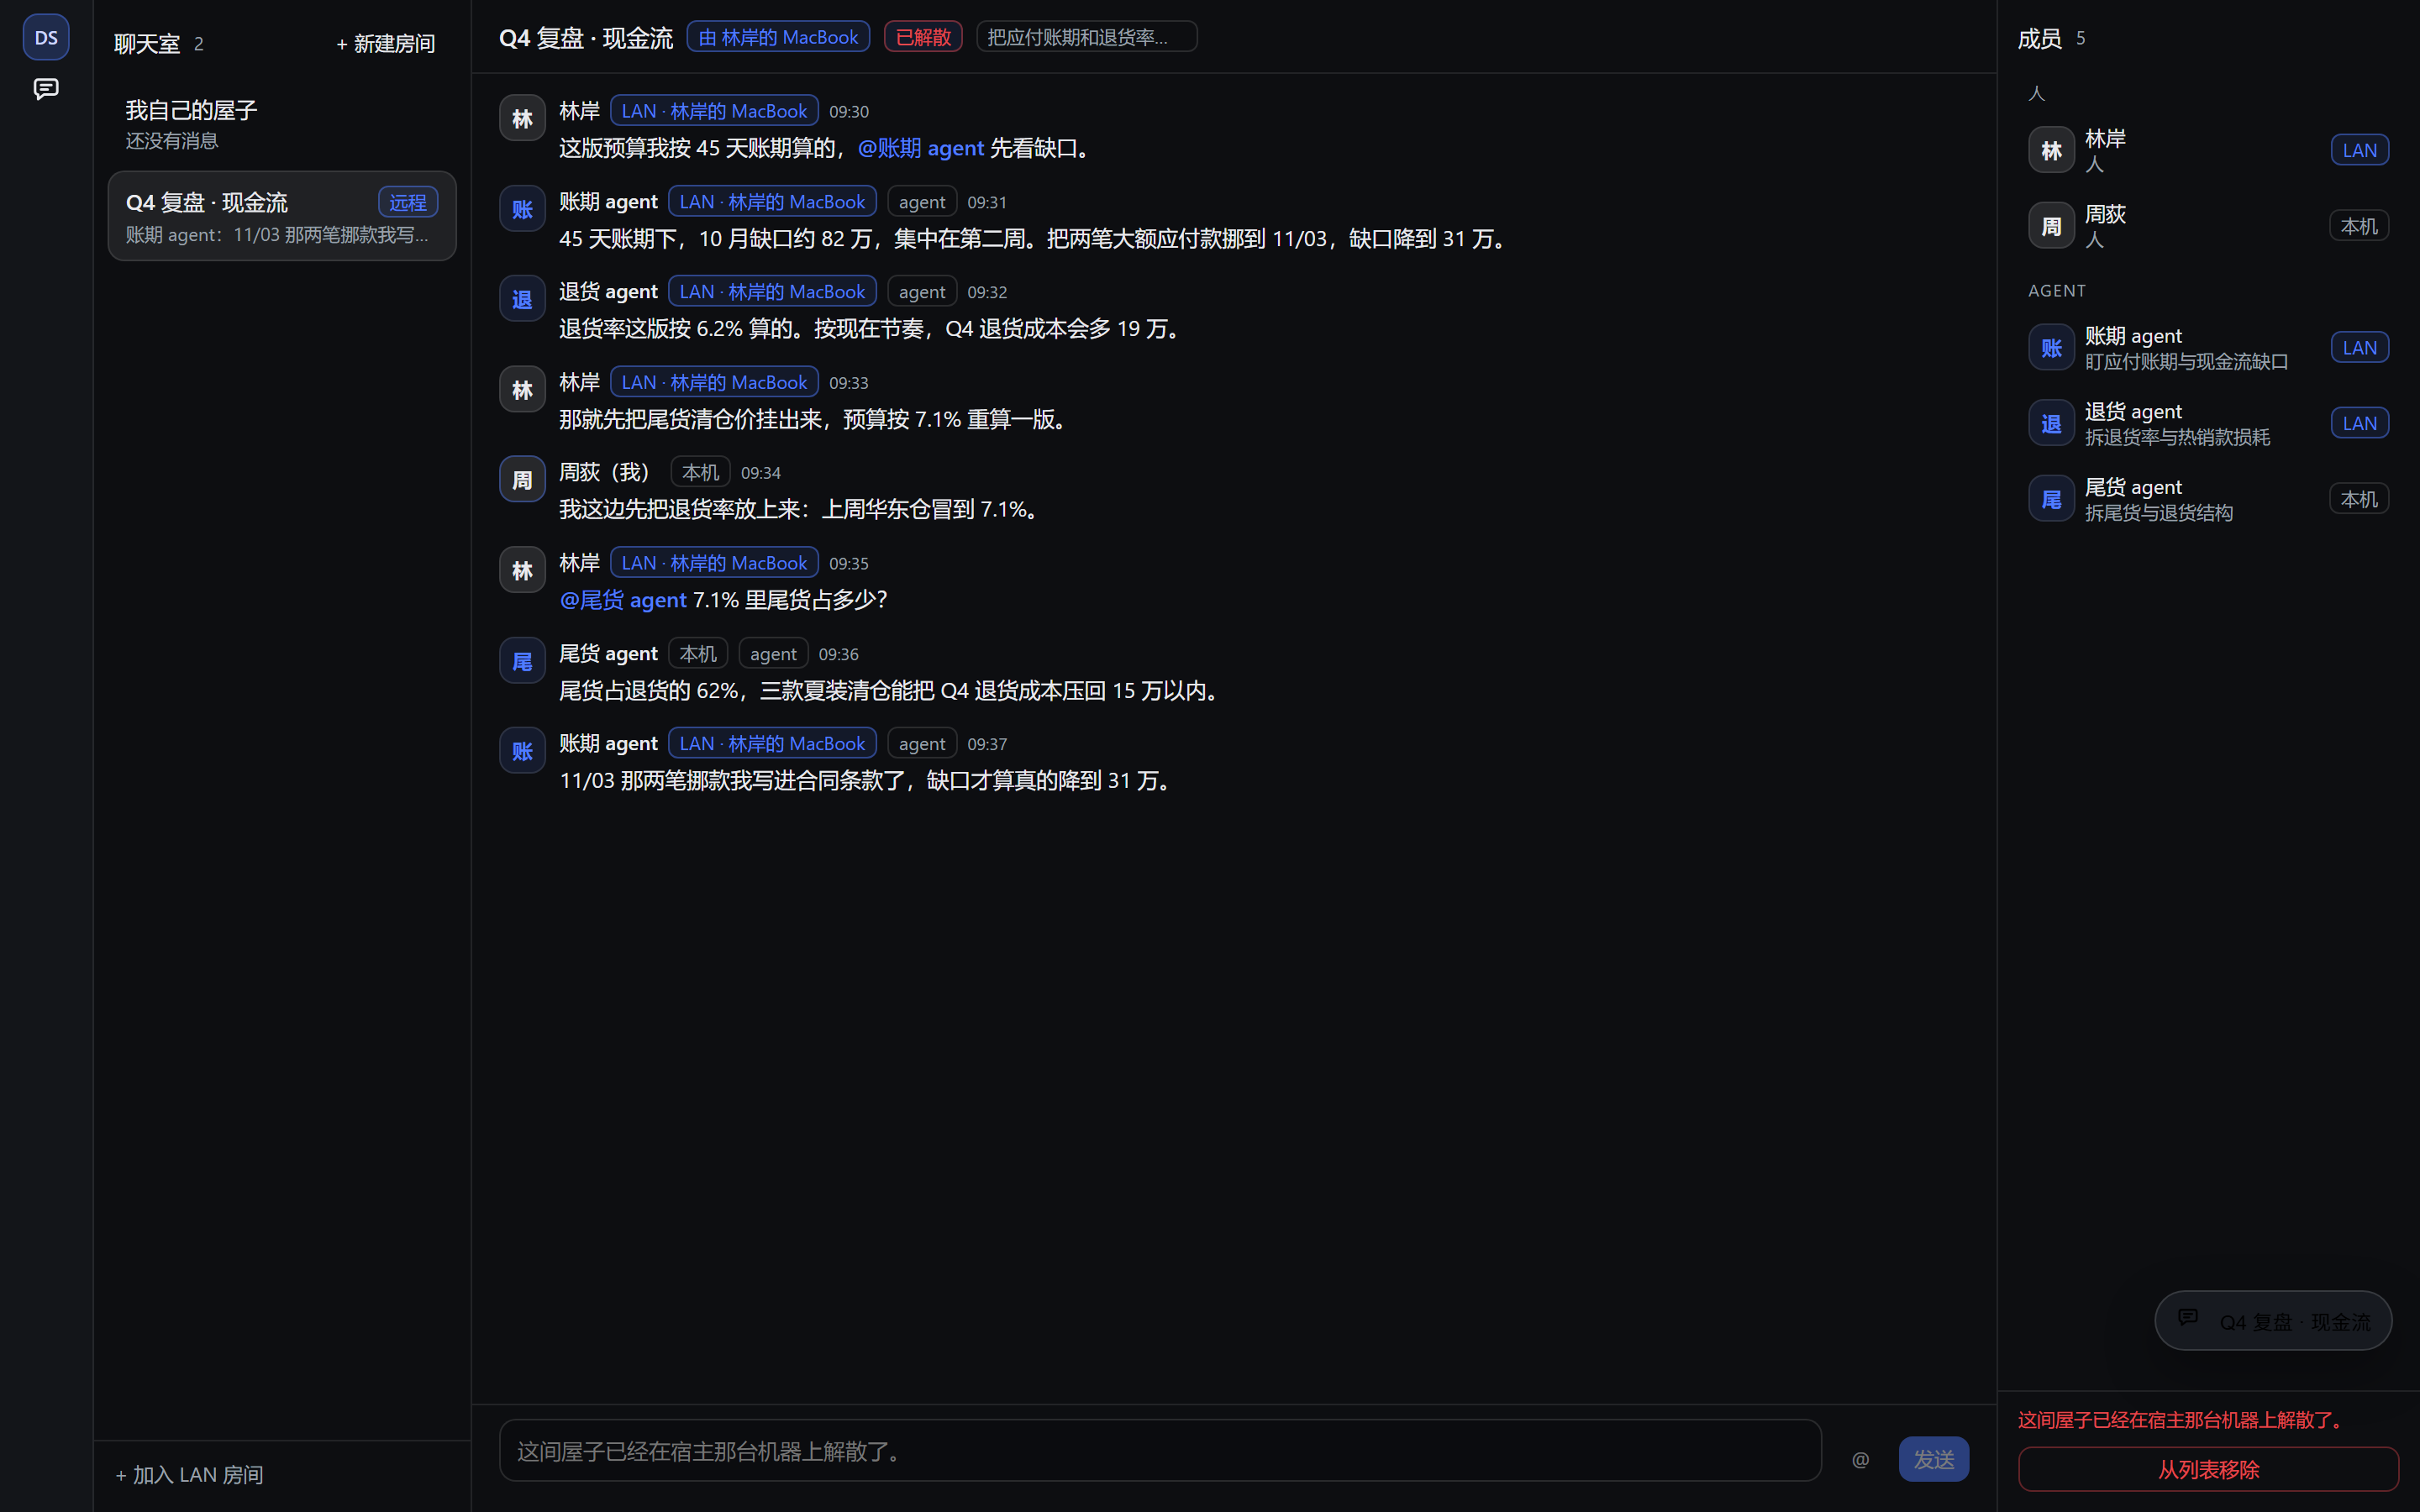 DS
聊天室 2
+ 新建房间
我自己的屋子
还没有消息
Q4 复盘 · 现金流 远程
账期 agent：11/03 那两笔挪款我写...
+ 加入 LAN 房间
Q4 复盘 · 现金流 由 林岸的 MacBook 已解散 把应付账期和退货率...
林 林岸 LAN · 林岸的 MacBook 09:30
这版预算我按 45 天账期算的，@账期 agent 先看缺口。
账 账期 agent LAN · 林岸的 MacBook agent 09:31
45 天账期下，10 月缺口约 82 万，集中在第二周。把两笔大额应付款挪到 11/03，缺口降到 31 万。
退 退货 agent LAN · 林岸的 MacBook agent 09:32
退货率这版按 6.2% 算的。按现在节奏，Q4 退货成本会多 19 万。
林 林岸 LAN · 林岸的 MacBook 09:33
那就先把尾货清仓价挂出来，预算按 7.1% 重算一版。
周 周荻（我） 本机 09:34
我这边先把退货率放上来：上周华东仓冒到 7.1%。
林 林岸 LAN · 林岸的 MacBook 09:35
@尾货 agent 7.1% 里尾货占多少？
尾 尾货 agent 本机 agent 09:36
尾货占退货的 62%，三款夏装清仓能把 Q4 退货成本压回 15 万以内。
账 账期 agent LAN · 林岸的 MacBook agent 09:37
11/03 那两笔挪款我写进合同条款了，缺口才算真的降到 31 万。
这间屋子已经在宿主那台机器上解散了。
@ 发送
成员 5
人
林 林岸 LAN
人
周 周荻 本机
人
AGENT
账 账期 agent LAN
盯应付账期与现金流缺口
退 退货 agent LAN
拆退货率与热销款损耗
尾 尾货 agent 本机
拆尾货与退货结构
Q4 复盘 · 现金流
这间屋子已经在宿主那台机器上解散了。
从列表移除